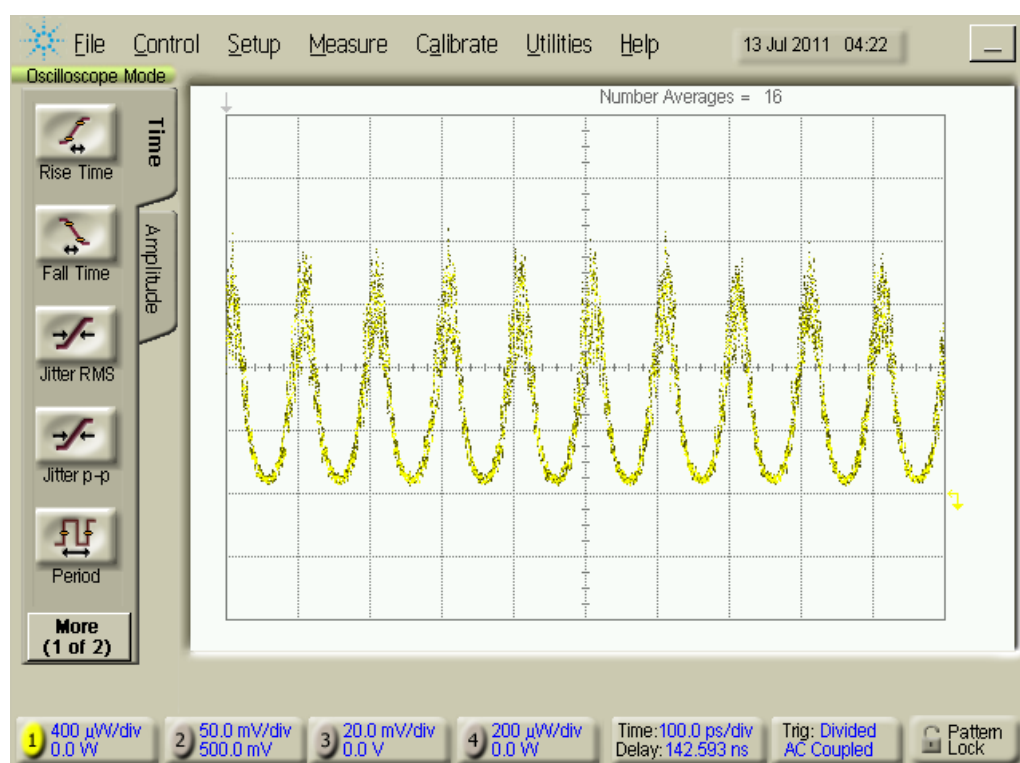 File Control Setup Measure Calibrate Utilities Help 13 Jul 2011 04:22
Oscilloscope Mode
Number Averages = 16
Time
Rise Time
Amplitude
Fall Time
Jitter RMS
Jitter p-p
Period
More
(1 of 2)
1 400 µW/div 2 50.0 mV/div 3 20.0 mV/div 4 200 µW/div Time:100.0 ps/div Trig: Divided Pattern
0.0 W 500.0 mV 0.0 V 0.0 W Delay:142.593 ns AC Coupled Lock